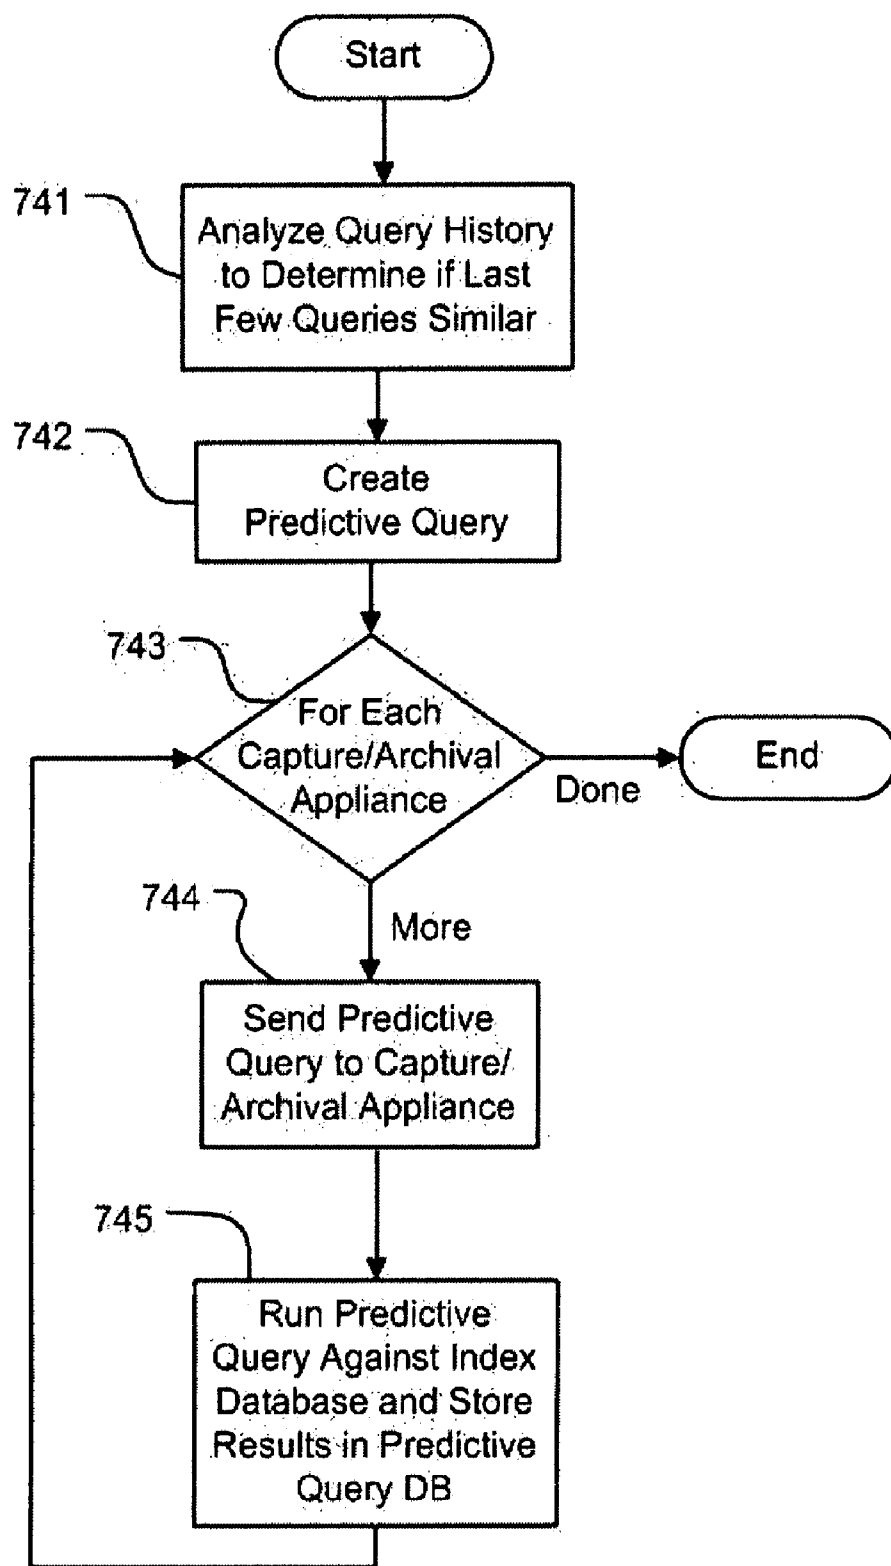 Start
741
Analyze Query History
to Determine if Last
Few Queries Similar
742
Create
Predictive Query
743
For Each
Capture/Archival
Appliance
Done
End
744
More
Send Predictive
Query to Capture/
Archival Appliance
745
Run Predictive
Query Against Index
Database and Store
Results in Predictive
Query DB